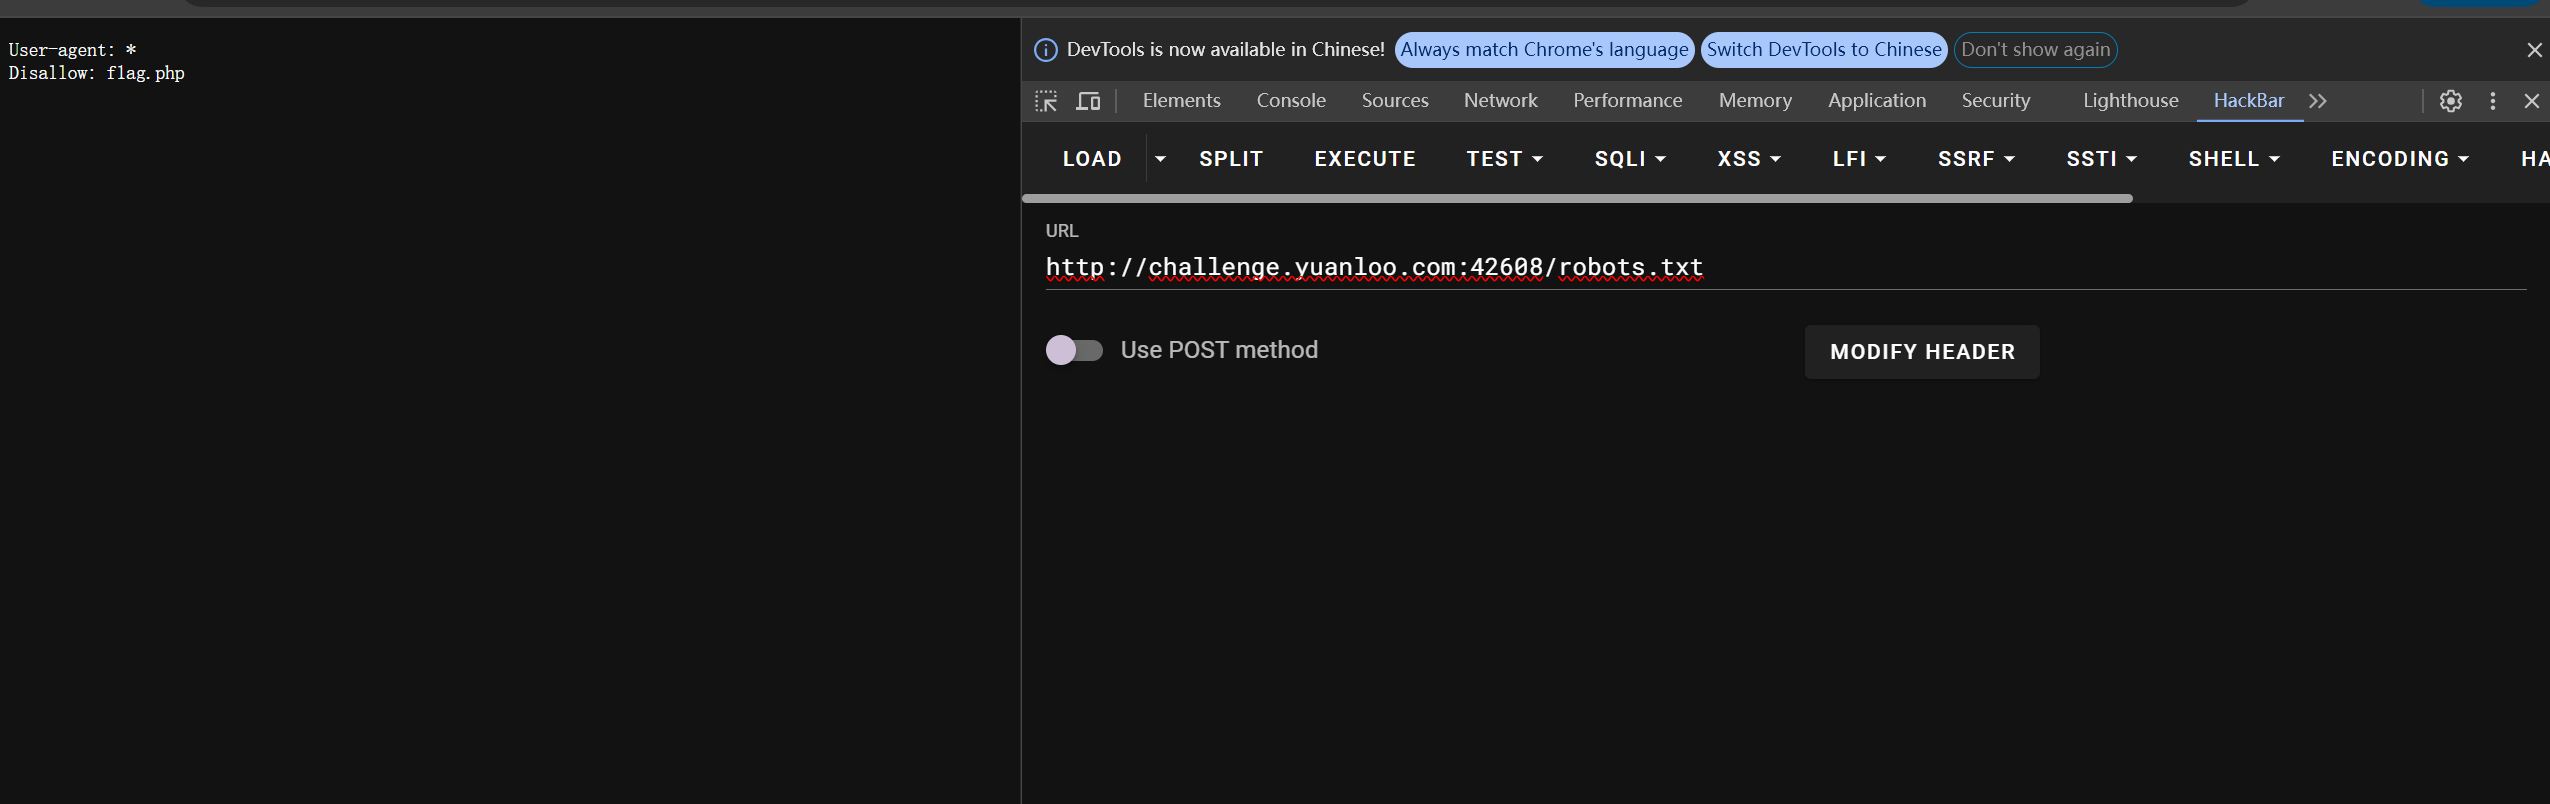 User-agent: *
Disallow: flag.php
DevTools is now available in Chinese! Always match Chrome's language Switch DevTools to Chinese Don't show again
Elements Console Sources Network Performance Memory Application Security Lighthouse HackBar
LOAD SPLIT EXECUTE TEST SQLI XSS LFI SSRF SSTI SHELL ENCODING HA
URL
http://challenge.yuanloo.com:42608/robots.txt
Use POST method MODIFY HEADER